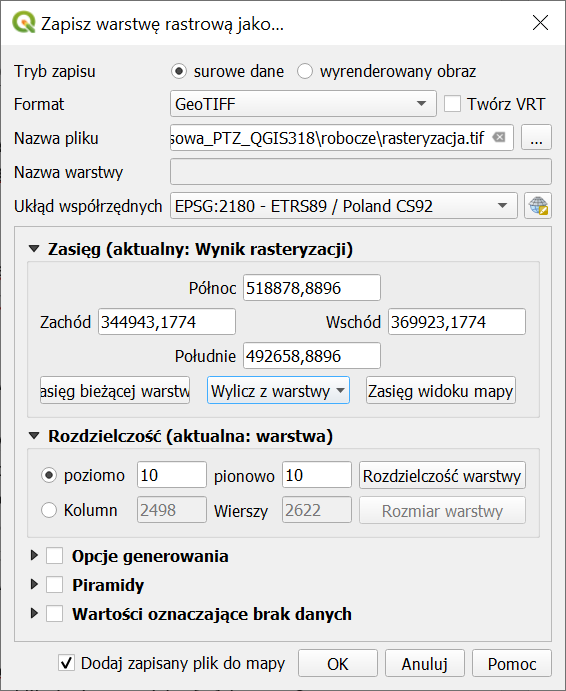 Zapisz warstwę rastrową jako...
Tryb zapisu surowe dane wyrenderowany obraz
Format GeoTIFF Twórz VRT
Nazwa pliku sowa_PTZ_QGIS318\robocze\rasteryzacja.tif ...
Nazwa warstwy
Układ współrzędnych EPSG:2180 - ETRS89 / Poland CS92
Zasięg (aktualny: Wynik rasteryzacji)
Północ 518878,8896
Zachód 344943,1774 Wschód 369923,1774
Południe 492658,8896
asięg bieżącej warstw Wylicz z warstwy Zasięg widoku mapy
Rozdzielczość (aktualna: warstwa)
poziomo 10 pionowo 10 Rozdzielczość warstwy
Kolumn 2498 Wierszy 2622 Rozmiar warstwy
Opcje generowania
Piramidy
Wartości oznaczające brak danych
Dodaj zapisany plik do mapy OK Anuluj Pomoc